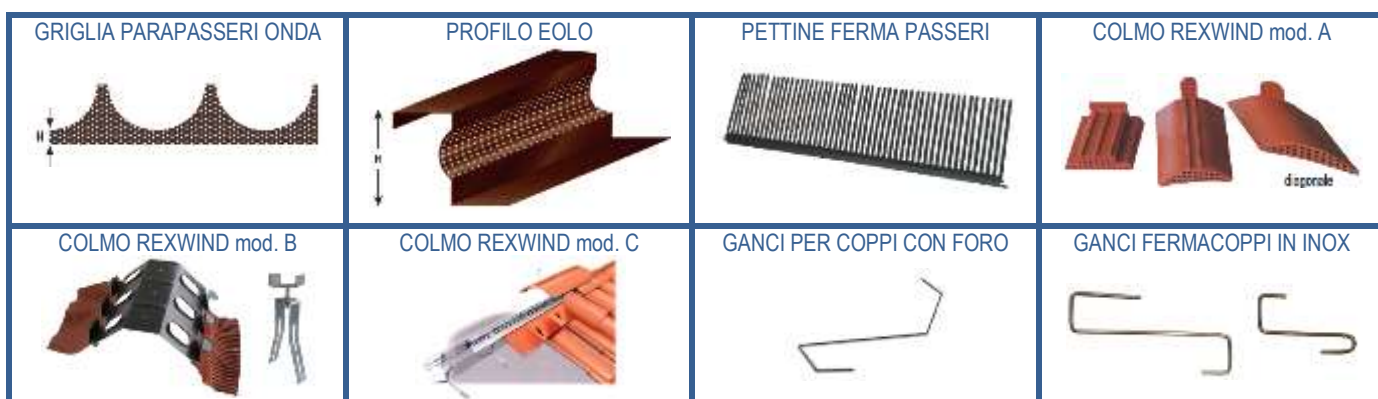 GRIGLIA PARAPASSERI ONDA
PROFILO EOLO
PETTINE FERMA PASSERI
COLMO REXWIND mod. A
H
H
diagonale
COLMO REXWIND mod. B
COLMO REXWIND mod. C
GANCI PER COPPI CON FORO
GANCI FERMACOPPI IN INOX